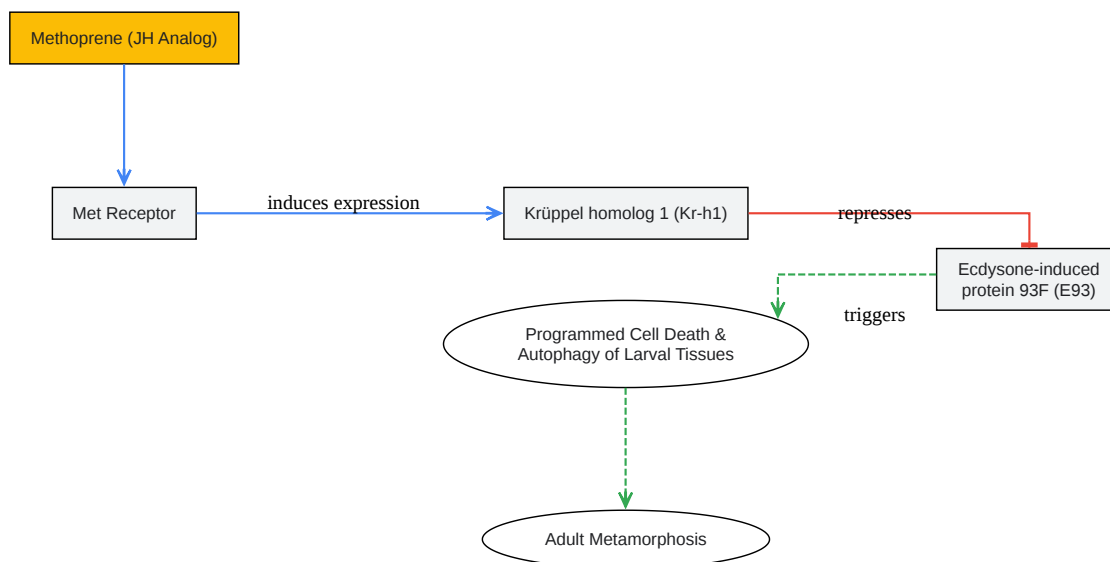 Methoprene (JH Analog)
Met Receptor
induces expression
Krüppel homolog 1 (Kr-h1)
represses
Ecdysone-induced
protein 93F (E93)
triggers
Programmed Cell Death &
Autophagy of Larval Tissues
Adult Metamorphosis